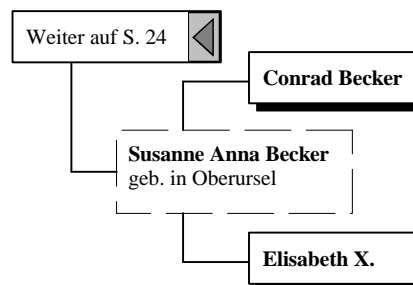 Weiter auf S. 24
Conrad Becker
Susanne Anna Becker
geb. in Oberursel
Elisabeth X.